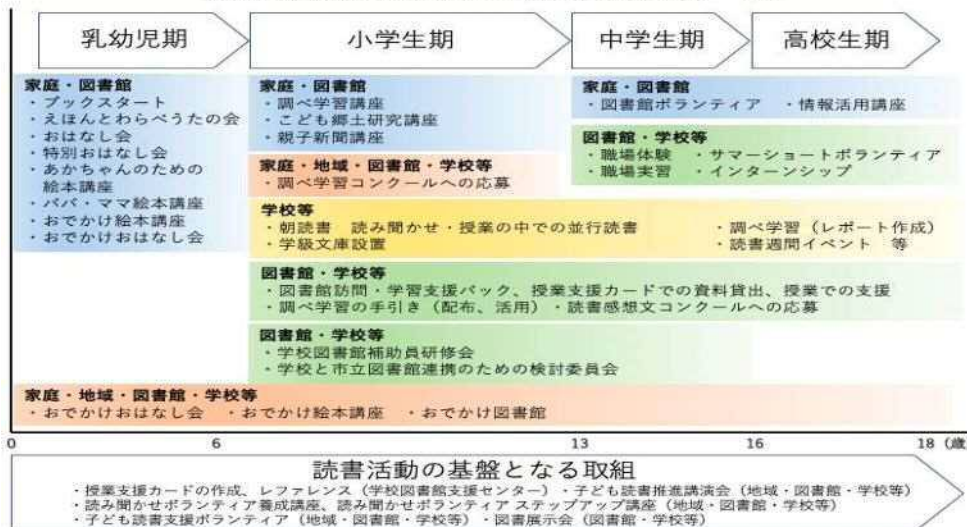 乳幼児期
小学生期
中学生期
高校生期
家庭・図書館
・ブックスタート
・えほんとわらべうたの会
・おはなし会
・特別おはなし会
・あかちゃんのための
絵本講座
・パパ・ママ絵本講座
・おでかけ絵本講座
・おでかけおはなし会
家庭・図書館
・調べ学習講座
・こども郷土研究講座
・親子新聞講座
家庭・図書館
・図書館ボランティア ・情報活用講座
図書館・学校等
・職場体験 ・サマーショートボランティア
・職場実習 ・インターンシップ
家庭・地域・図書館・学校等
・調べ学習コンクールへの応募
学校等
・朝読書 読み聞かせ・授業の中での並行読書 ・調べ学習（レポート作成）
・学級文庫設置 ・読書週間イベント 等
図書館・学校等
・図書館訪問・学習支援パック、授業支援カードでの資料貸出、授業での支援
・調べ学習の手引き（配布、活用）・読書感想文コンクールへの応募
図書館・学校等
・学校図書館補助員研修会
・学校と市立図書館連携のための検討委員会
家庭・地域・図書館・学校等
・おでかけおはなし会 ・おでかけ絵本講座 ・おでかけ図書館
0 6 13 16 18 (歳
読書活動の基盤となる取組
・授業支援カードの作成、レファレンス（学校図書館支援センター）・子ども読書推進講演会（地域・図書館・学校等）
・読み聞かせボランティア養成講座、読み聞かせボランティア ステップアップ講座（地域・図書館・学校等）
・子ども読書支援ボランティア（地域・図書館・学校等）・図書展示会（図書館・学校等）